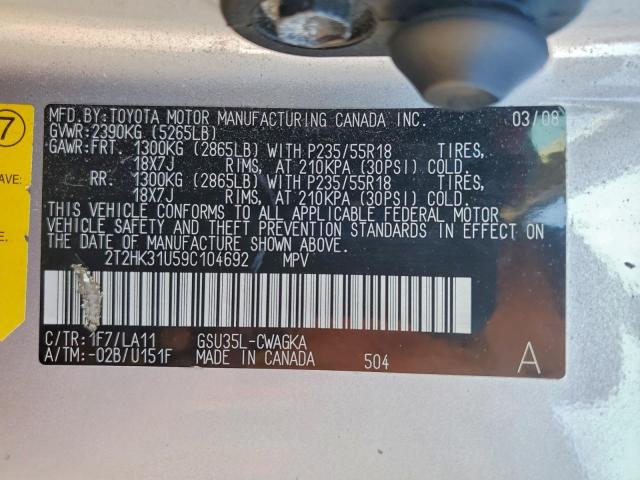 7
AVE:
MFD.BY:TOYOTA MOTOR MANUFACTURING CANADA INC. 03/08
GVWR:2390KG (5265LB)
GAWR:FRT. 1300KG (2865LB) WITH P235/55R18 TIRES,
18X7J RIMS, AT 210KPA (30PSI) COLD.
RR. 1300KG (2865LB) WITH P235/55R18 TIRES,
18X7J RIMS, AT 210KPA (30PSI) COLD.
THIS VEHICLE CONFORMS TO ALL APPLICABLE FEDERAL MOTOR
VEHICLE SAFETY AND THEFT PREVENTION STANDARDS IN EFFECT ON
THE DATE OF MANUFACTURE SHOWN ABOVE.
2T2HK31U59C104692 MPV
C/TR:1F7/LA11 GSU35L-CWAGKA
A/TM:-02B/U151F MADE IN CANADA 504 A